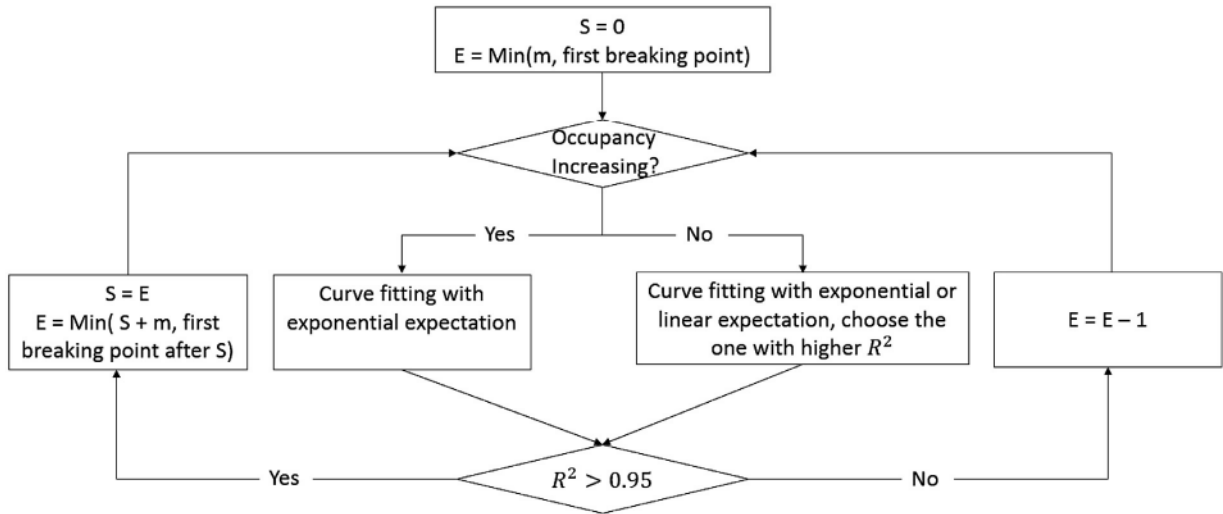 S = 0
E = Min(m, first breaking point)
Occupancy
Increasing?
Yes
No
S = E
E = Min( S + m, first
breaking point after S)
Curve fitting with
exponential expectation
Curve fitting with exponential or
linear expectation, choose the
one with higher R²
E = E – 1
Yes
R² > 0.95
No